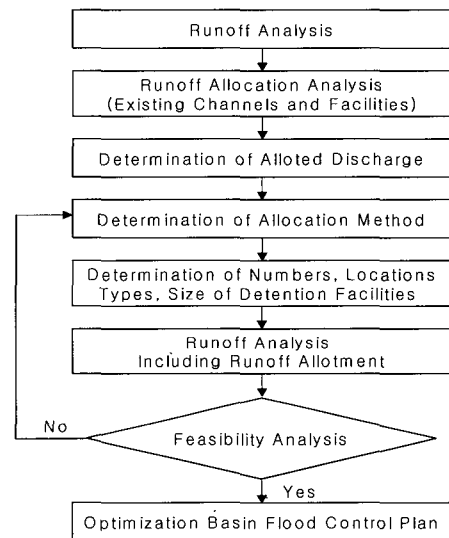 Runoff Analysis
Runoff Allocation Analysis
(Existing Channels and Facilities)
Determination of Alloted Discharge
Determination of Allocation Method
Determination of Numbers, Locations
Types, Size of Detention Facilities
Runoff Analysis
Including Runoff Allotment
No
Feasibility Analysis
Yes
Optimization Basin Flood Control Plan